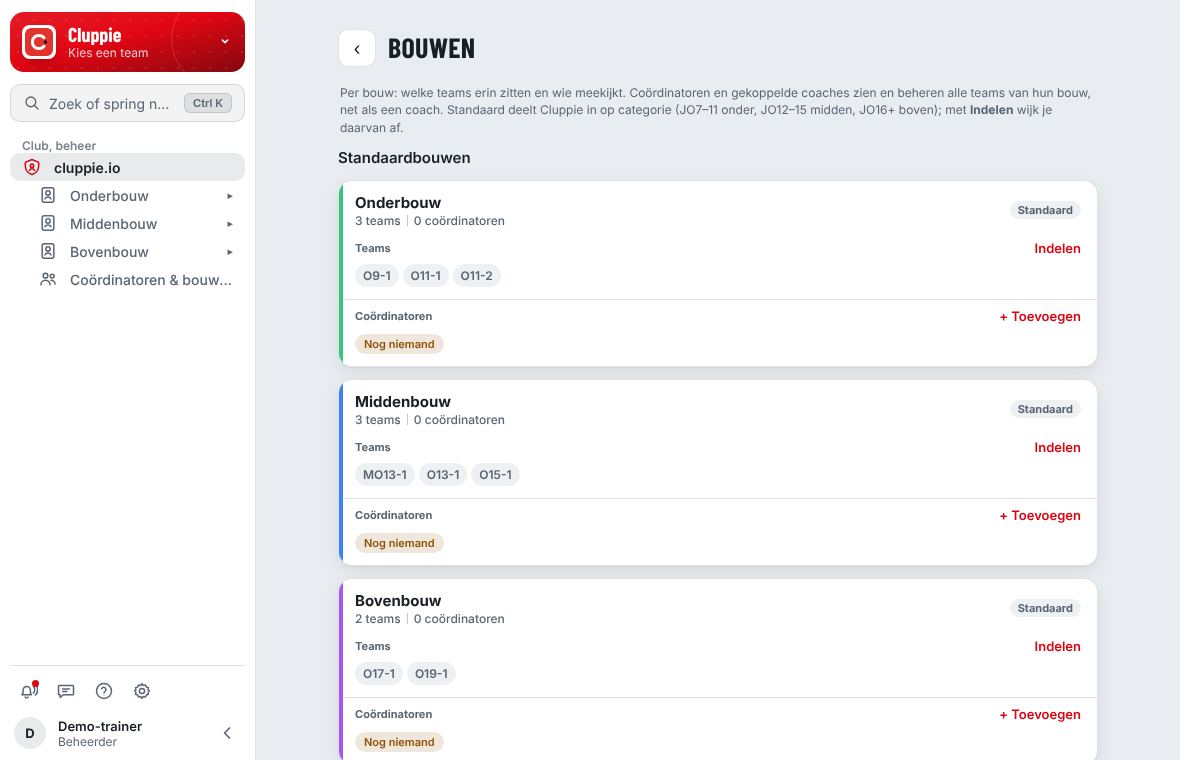 Cluppie
Kies een team
Zoek of spring n...
Ctrl K
Club, beheer
cluppie.io
Onderbouw
Middenbouw
Bovenbouw
Coördinatoren & bouw...
D
Demo-trainer
Beheerder
BOUWEN
Per bouw: welke teams erin zitten en wie meekijkt. Coördinatoren en gekoppelde coaches zien en beheren alle teams van hun bouw,
net als een coach. Standaard deelt Cluppie in op categorie (JO7–11 onder, JO12–15 midden, JO16+ boven); met Indelen wijk je
daarvan af.
Standaardbouwen
Onderbouw
3 teams | 0 coördinatoren
Standaard
Teams
Indelen
O9-1 O11-1 O11-2
Coördinatoren
+ Toevoegen
Nog niemand
Middenbouw
3 teams | 0 coördinatoren
Standaard
Teams
Indelen
MO13-1 O13-1 O15-1
Coördinatoren
+ Toevoegen
Nog niemand
Bovenbouw
2 teams | 0 coördinatoren
Standaard
Teams
Indelen
O17-1 O19-1
Coördinatoren
+ Toevoegen
Nog niemand